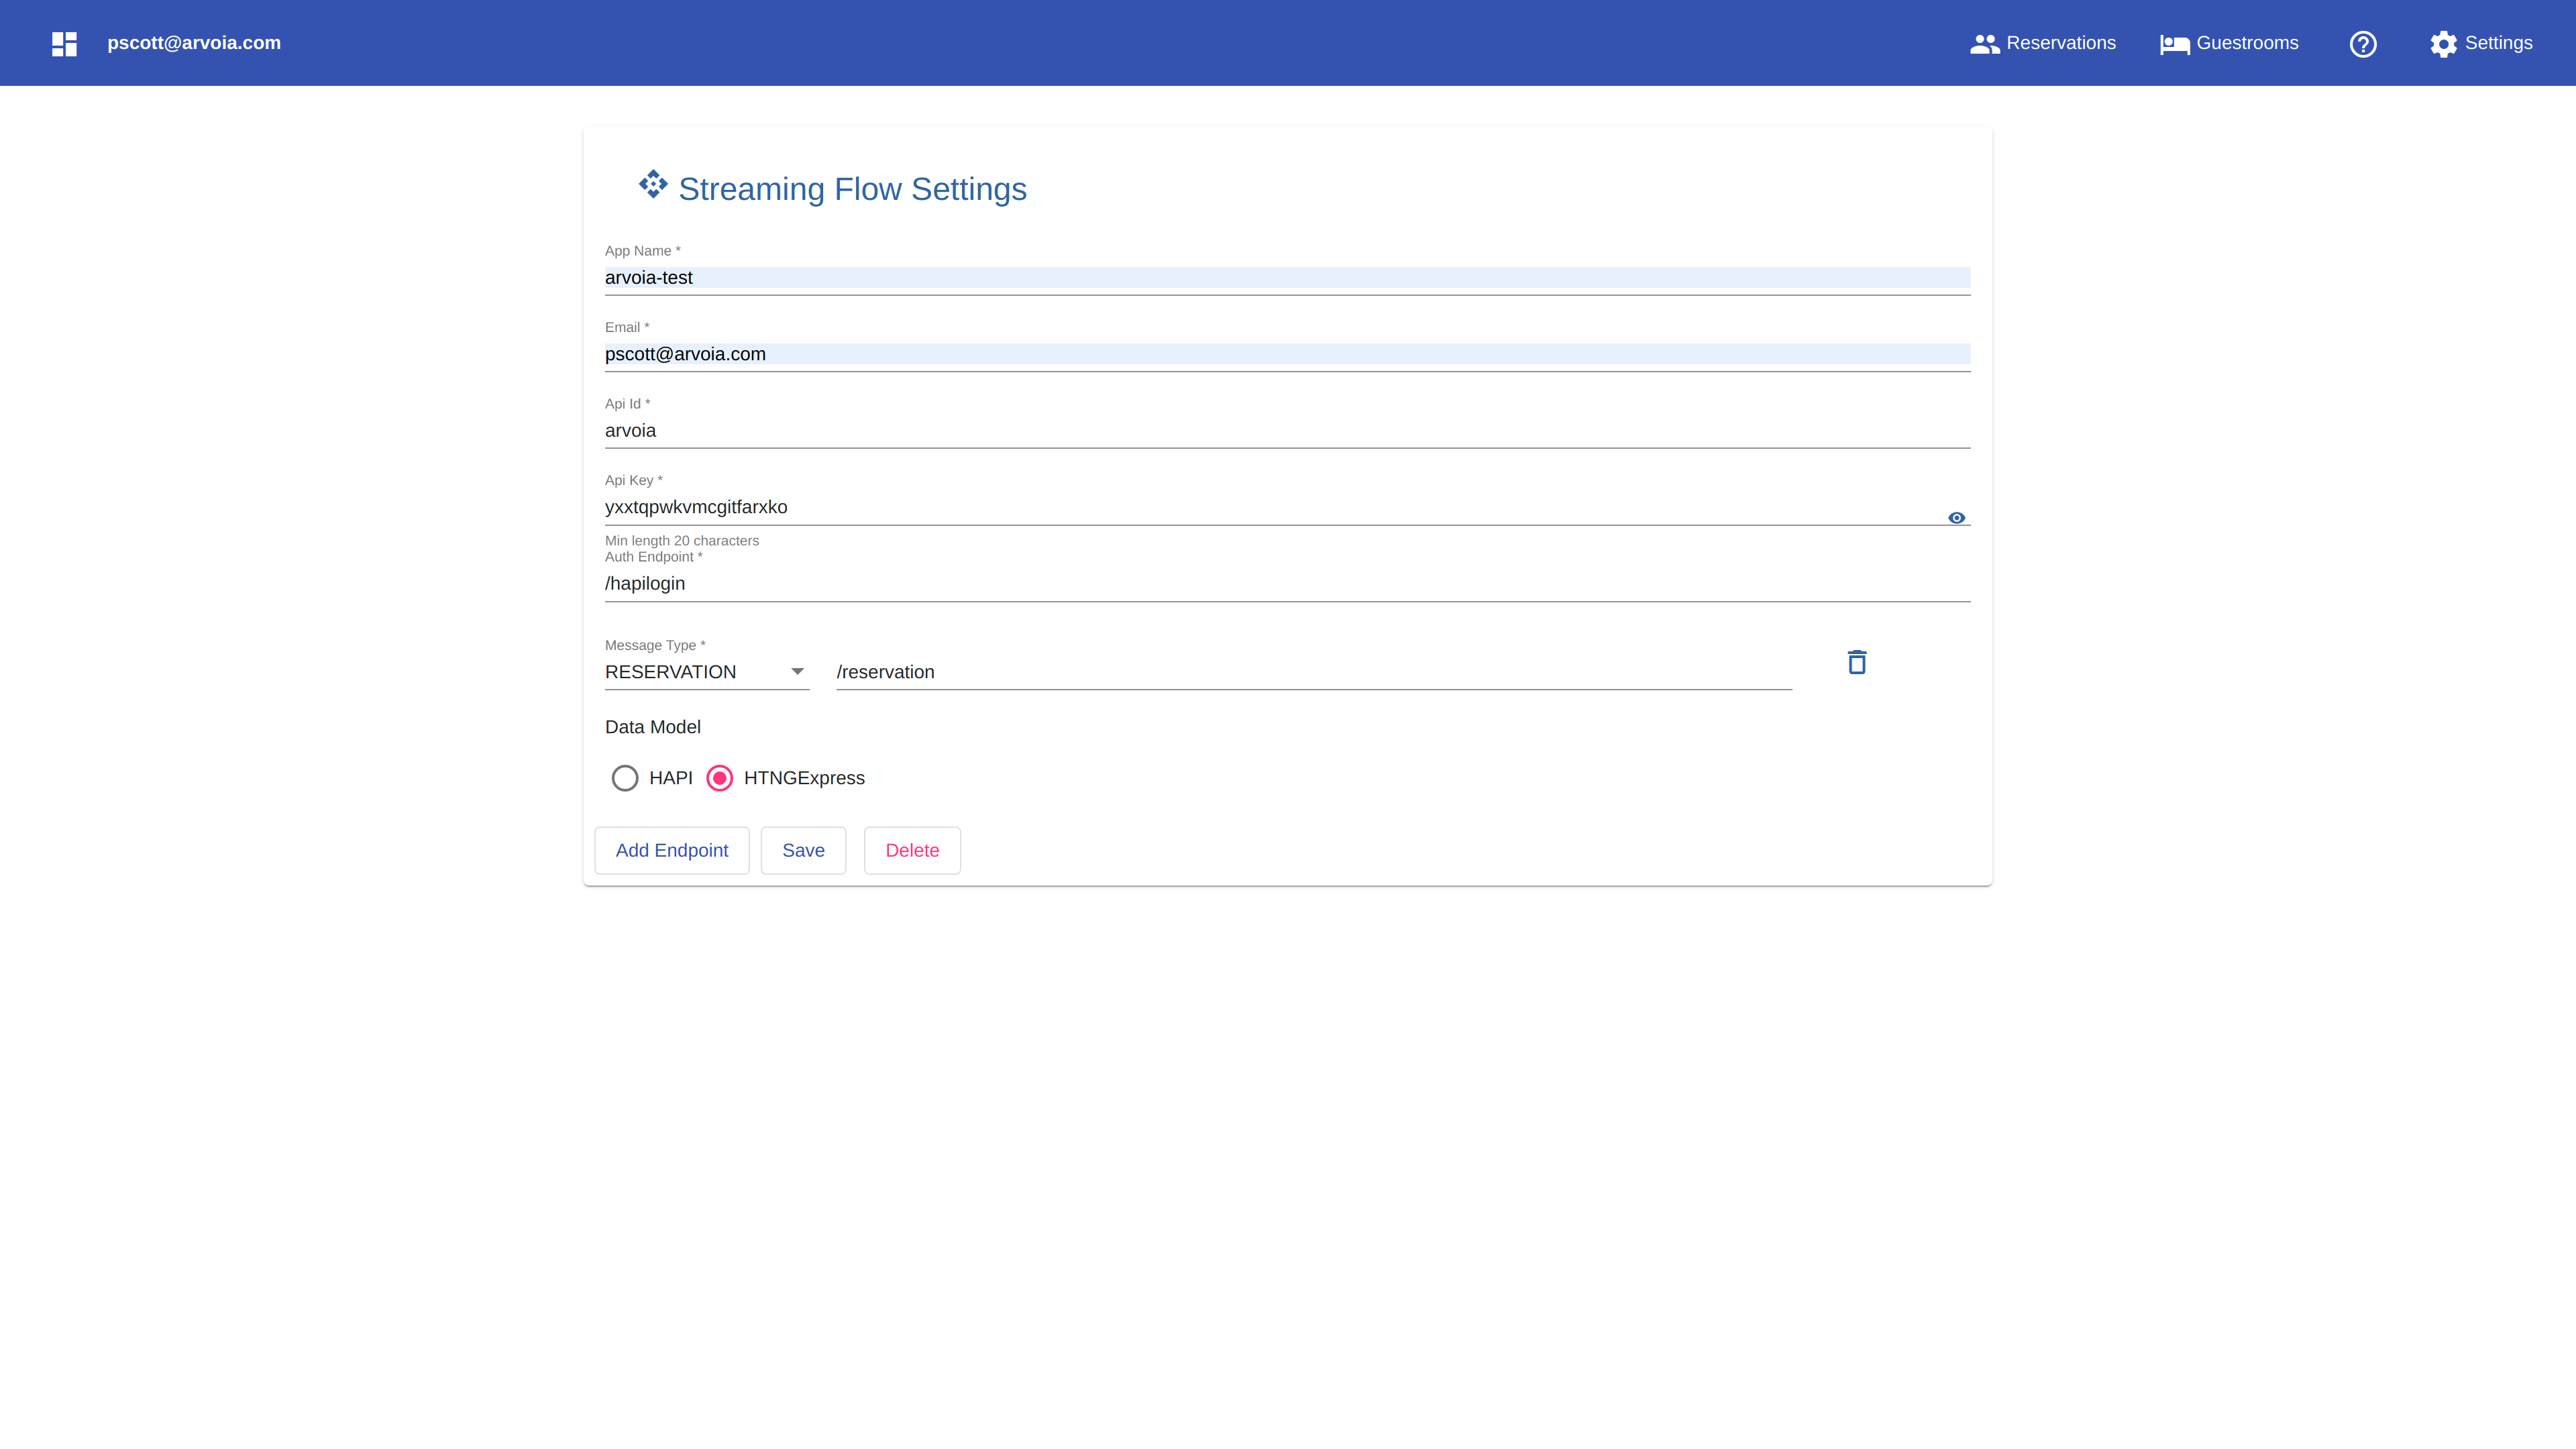 pscott@arvoia.com
Reservations
Guestrooms
Settings
Streaming Flow Settings
App Name *
arvoia-test
Email *
pscott@arvoia.com
Api Id *
arvoia
Api Key *
yxxtqpwkvmcgitfarxko
Min length 20 characters
Auth Endpoint *
/hapilogin
Message Type *
RESERVATION /reservation
Data Model
HAPI HTNGExpress
Add Endpoint Save Delete